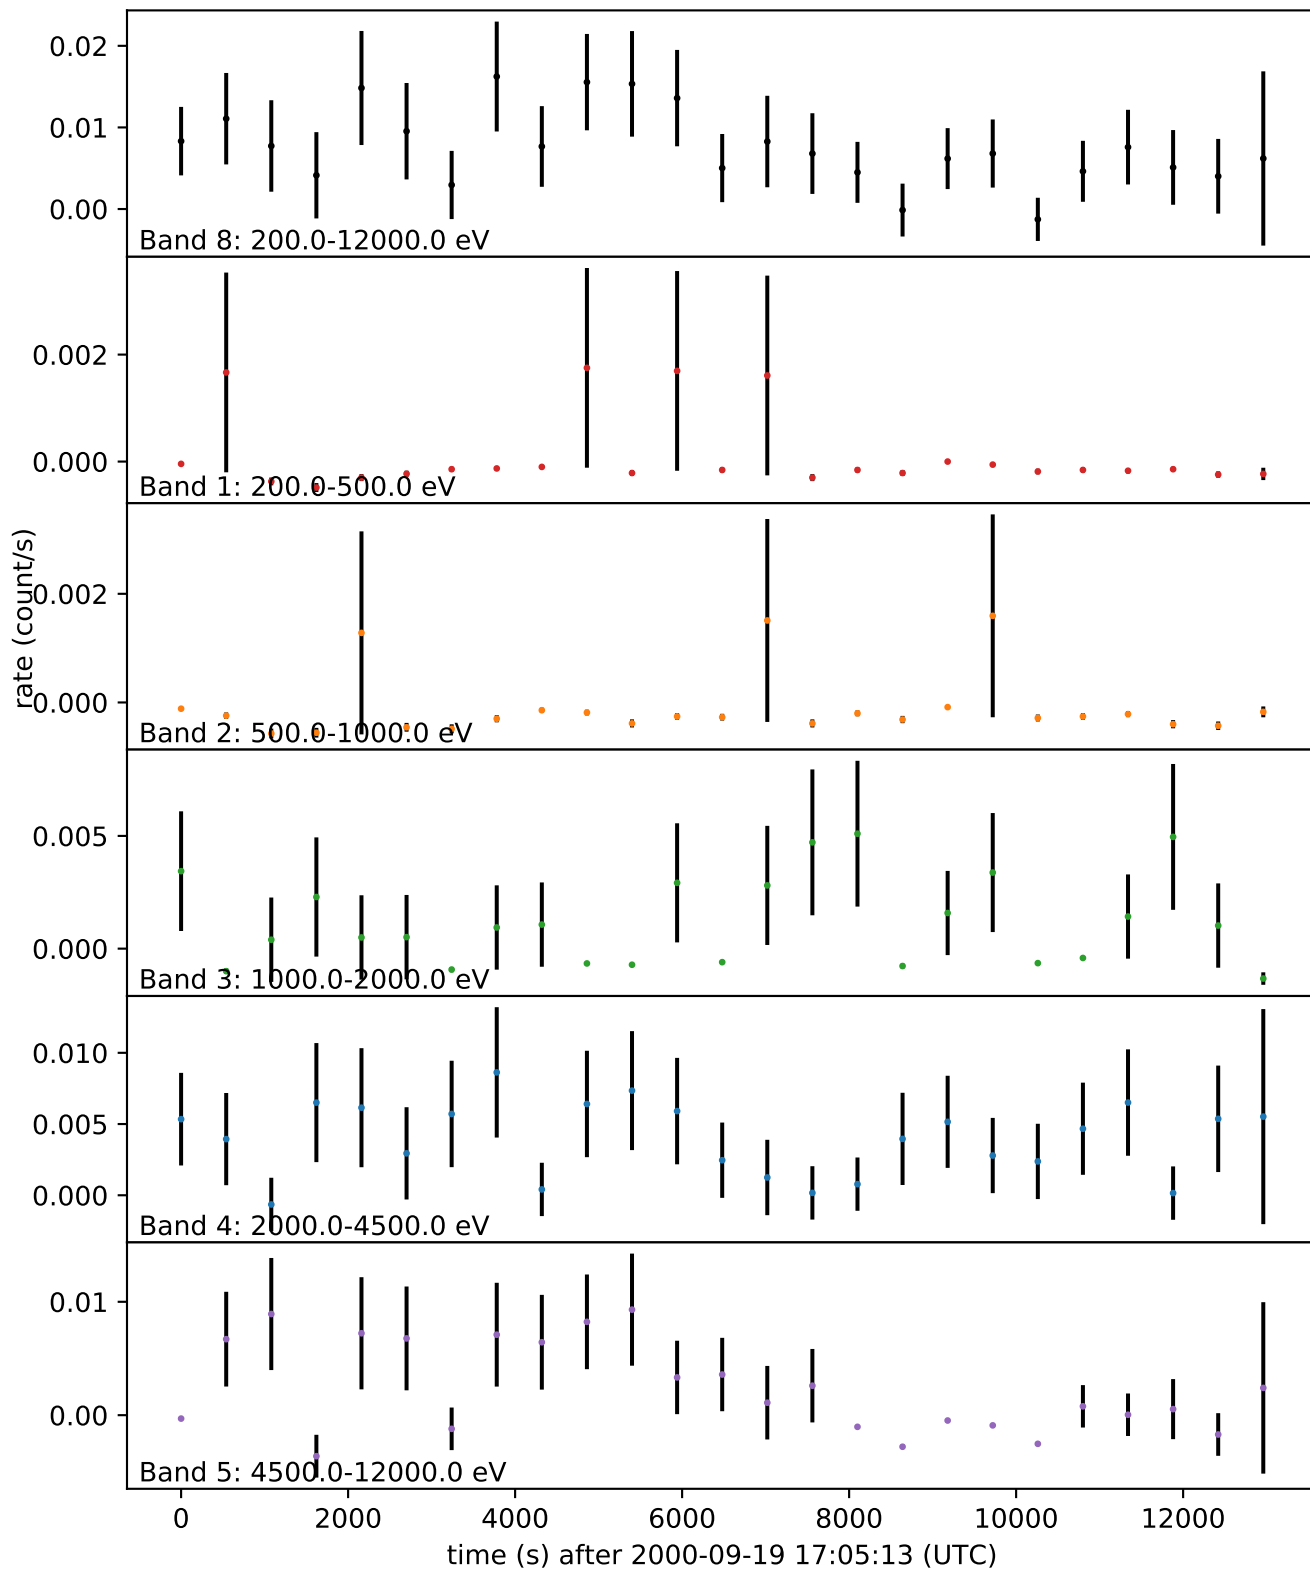 0.02
0.01
0.00
Band 8: 200.0-12000.0 eV
0.002
0.000
Band 1: 200.0-500.0 eV
rate (count/s)
0.002
0.000
Band 2: 500.0-1000.0 eV
0.005
0.000
Band 3: 1000.0-2000.0 eV
0.010
0.005
0.000
Band 4: 2000.0-4500.0 eV
0.01
0.00
Band 5: 4500.0-12000.0 eV
0 2000 4000 6000 8000 10000 12000
time (s) after 2000-09-19 17:05:13 (UTC)